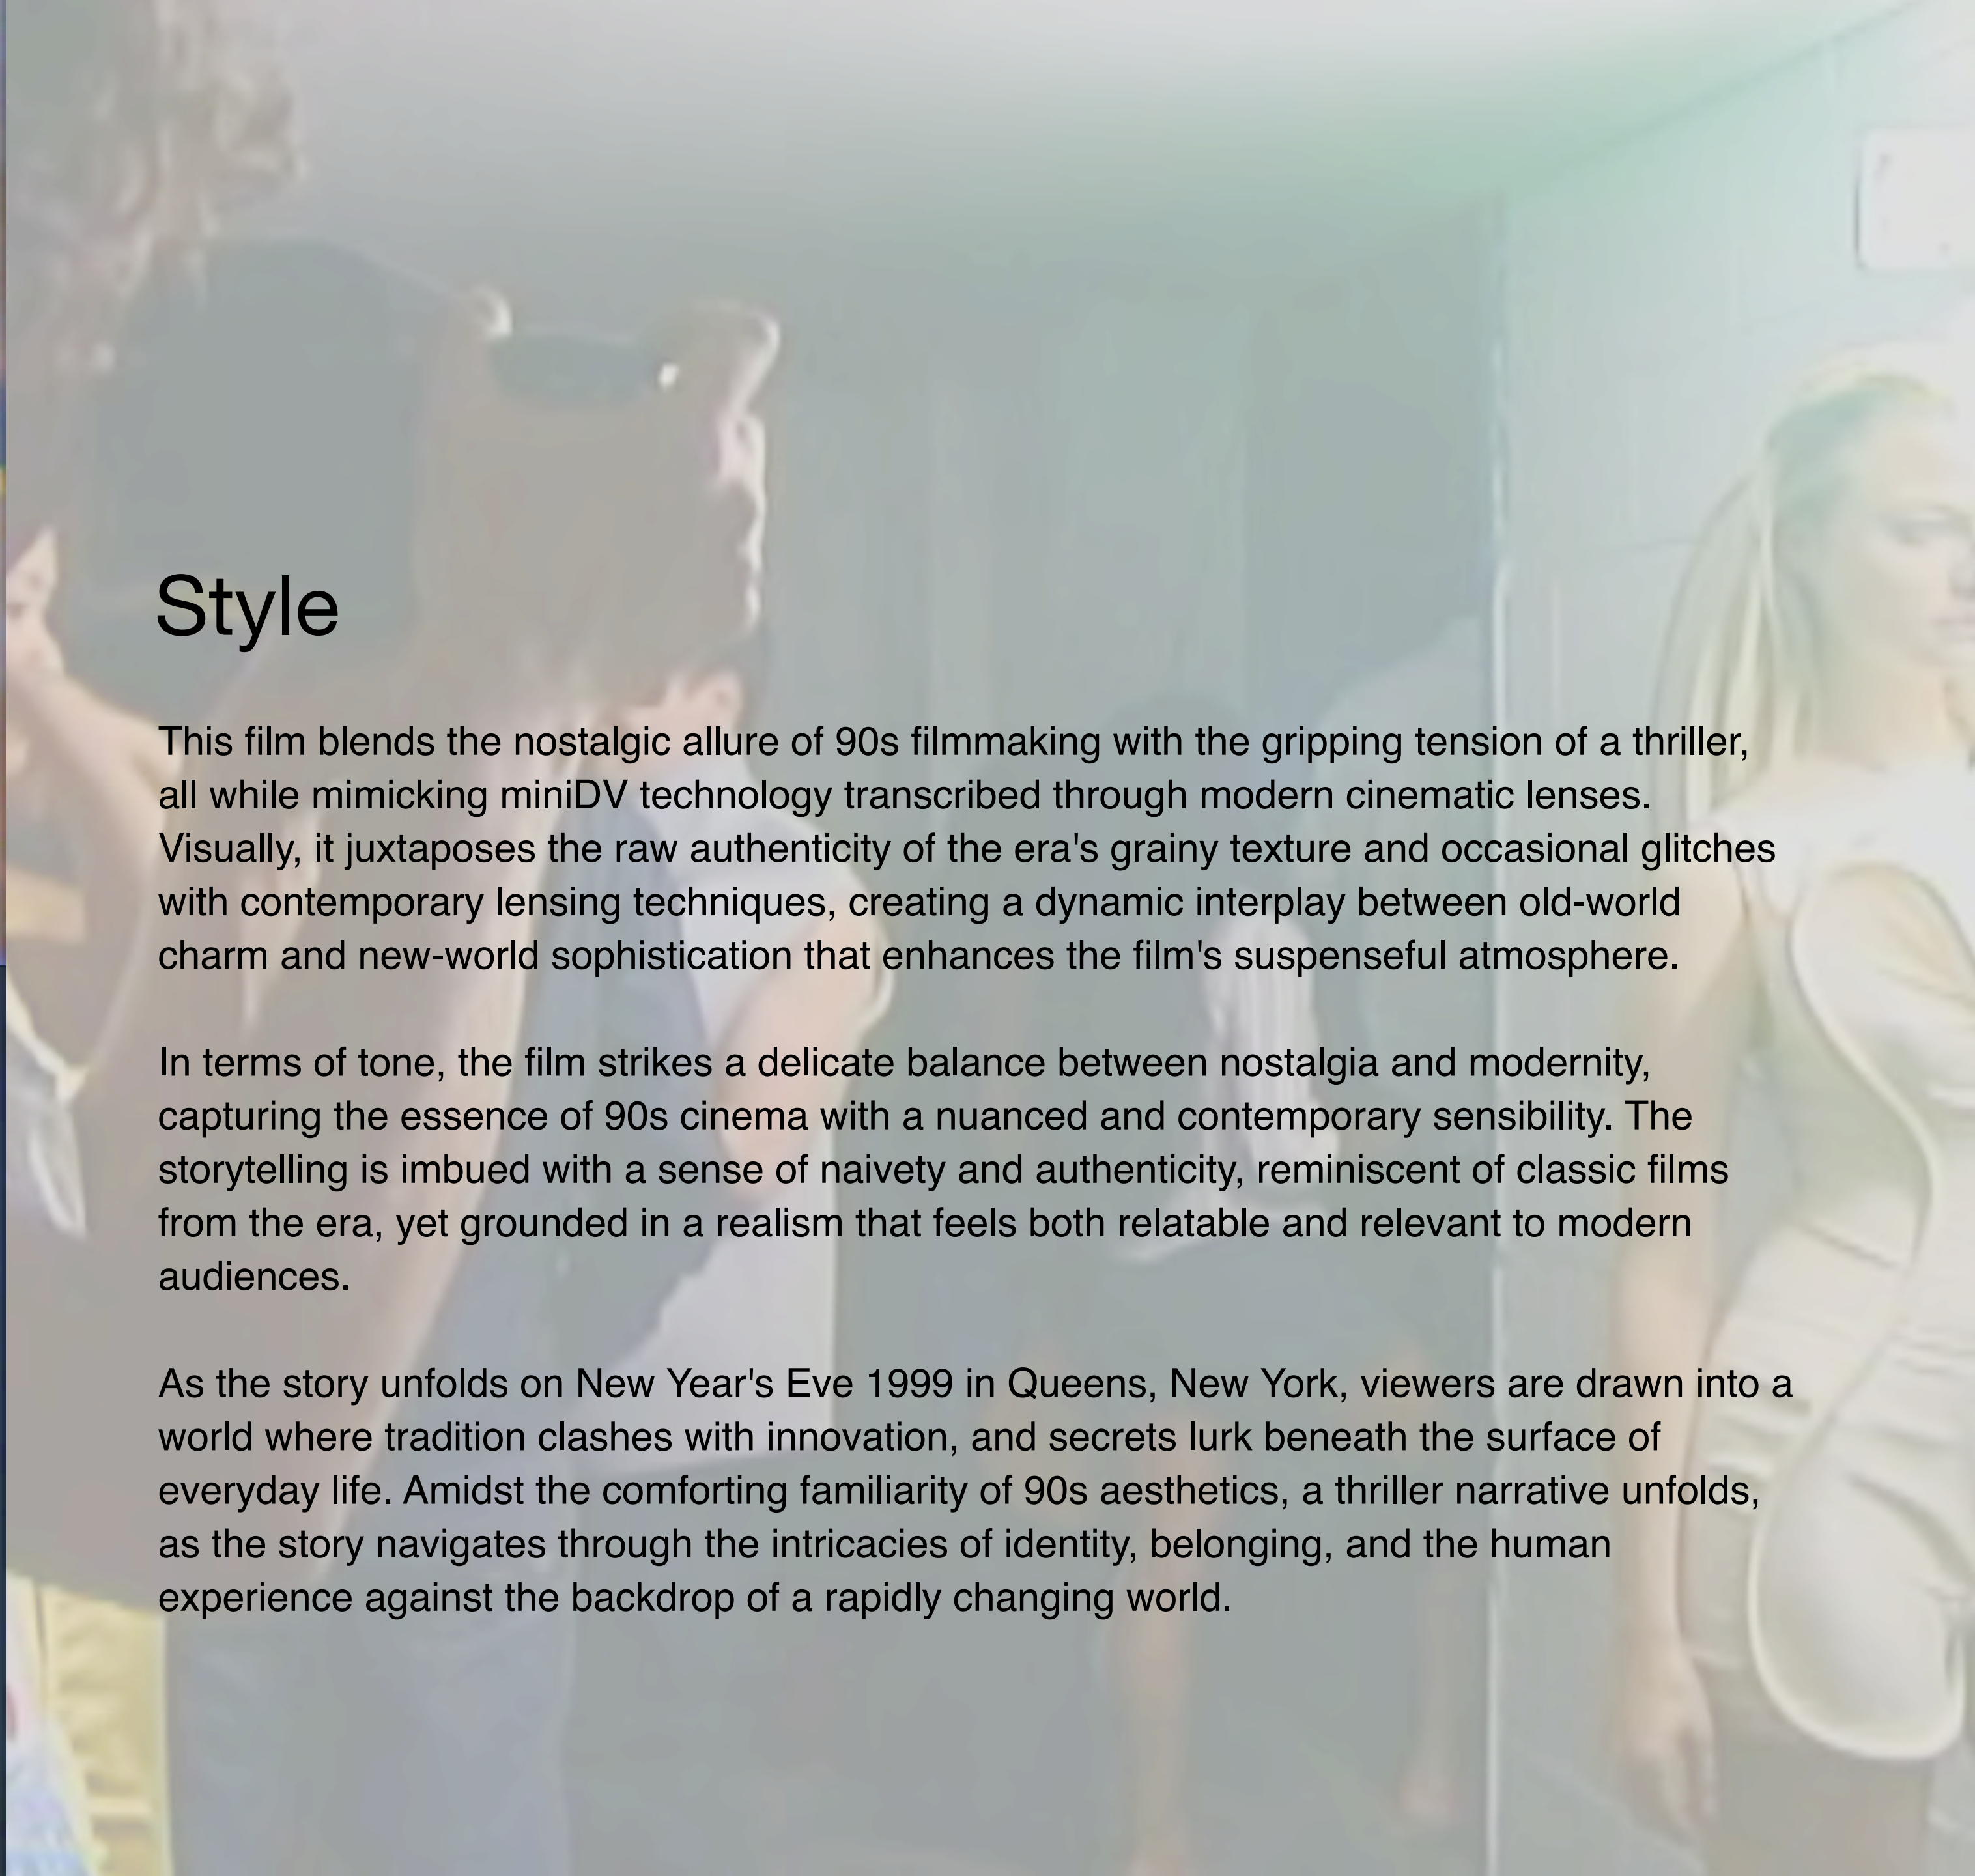 Style
This film blends the nostalgic allure of 90s filmmaking with the gripping tension of a thriller,
all while mimicking miniDV technology transcribed through modern cinematic lenses.
Visually, it juxtaposes the raw authenticity of the era's grainy texture and occasional glitches
with contemporary lensing techniques, creating a dynamic interplay between old-world
charm and new-world sophistication that enhances the film's suspenseful atmosphere.
In terms of tone, the film strikes a delicate balance between nostalgia and modernity,
capturing the essence of 90s cinema with a nuanced and contemporary sensibility. The
storytelling is imbued with a sense of naivety and authenticity, reminiscent of classic films
from the era, yet grounded in a realism that feels both relatable and relevant to modern
audiences.
As the story unfolds on New Year's Eve 1999 in Queens, New York, viewers are drawn into a
world where tradition clashes with innovation, and secrets lurk beneath the surface of
everyday life. Amidst the comforting familiarity of 90s aesthetics, a thriller narrative unfolds,
as the story navigates through the intricacies of identity, belonging, and the human
experience against the backdrop of a rapidly changing world.